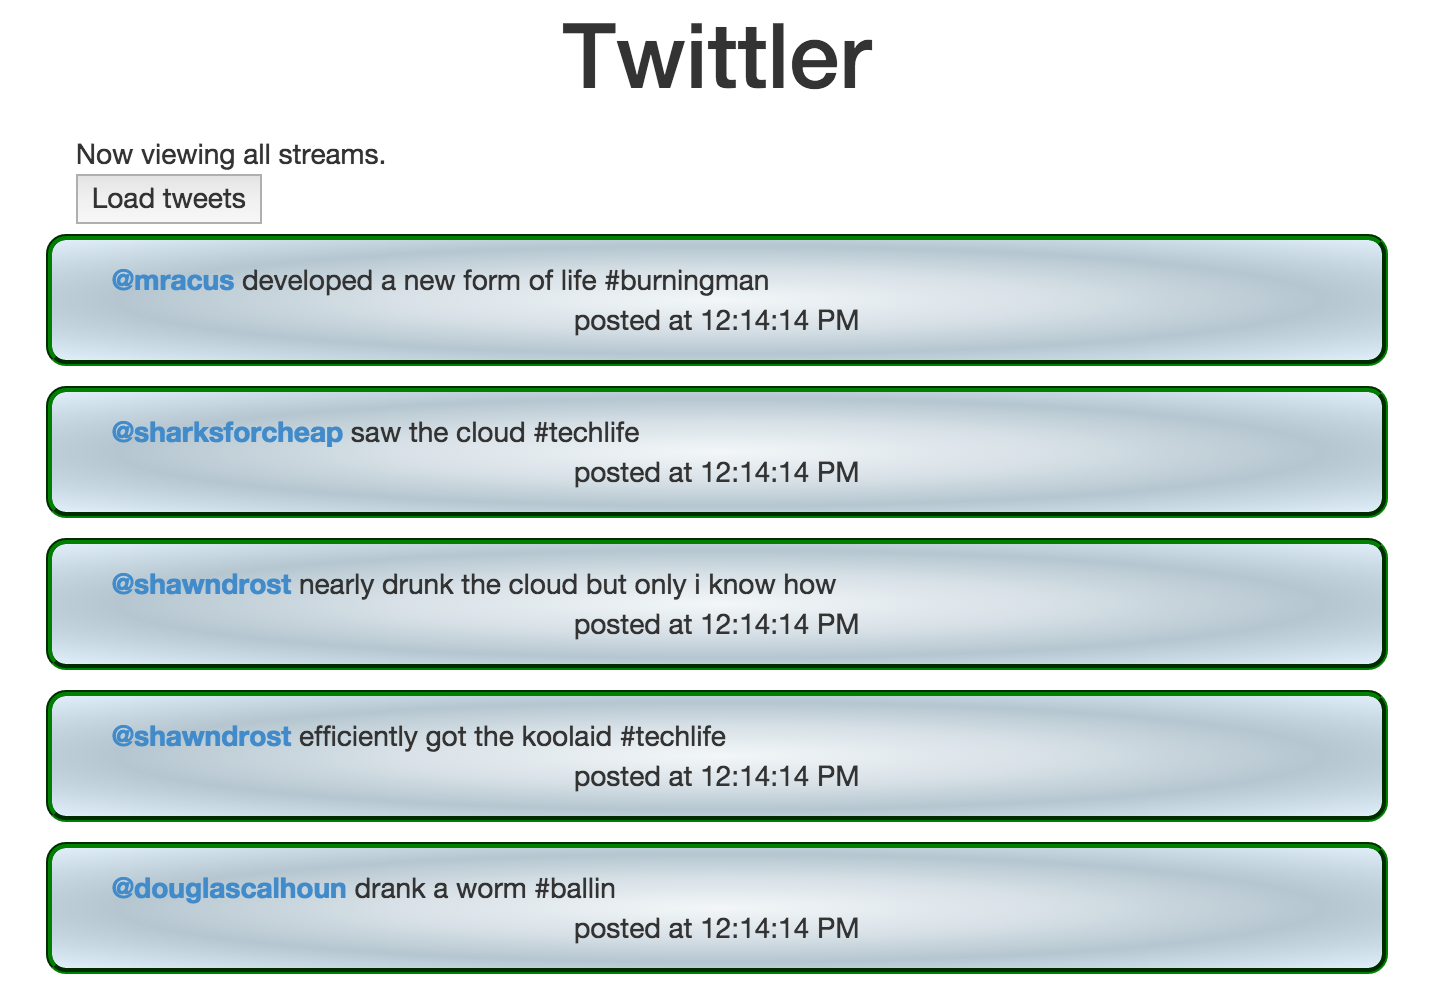 Twittler
Now viewing all streams.
Load tweets
@mracus developed a new form of life #burningman
posted at 12:14:14 PM
@sharksforcheap saw the cloud #techlife
posted at 12:14:14 PM
@shawndrost nearly drunk the cloud but only i know how
posted at 12:14:14 PM
@shawndrost efficiently got the koolaid #techlife
posted at 12:14:14 PM
@douglascalhoun drank a worm #ballin
posted at 12:14:14 PM